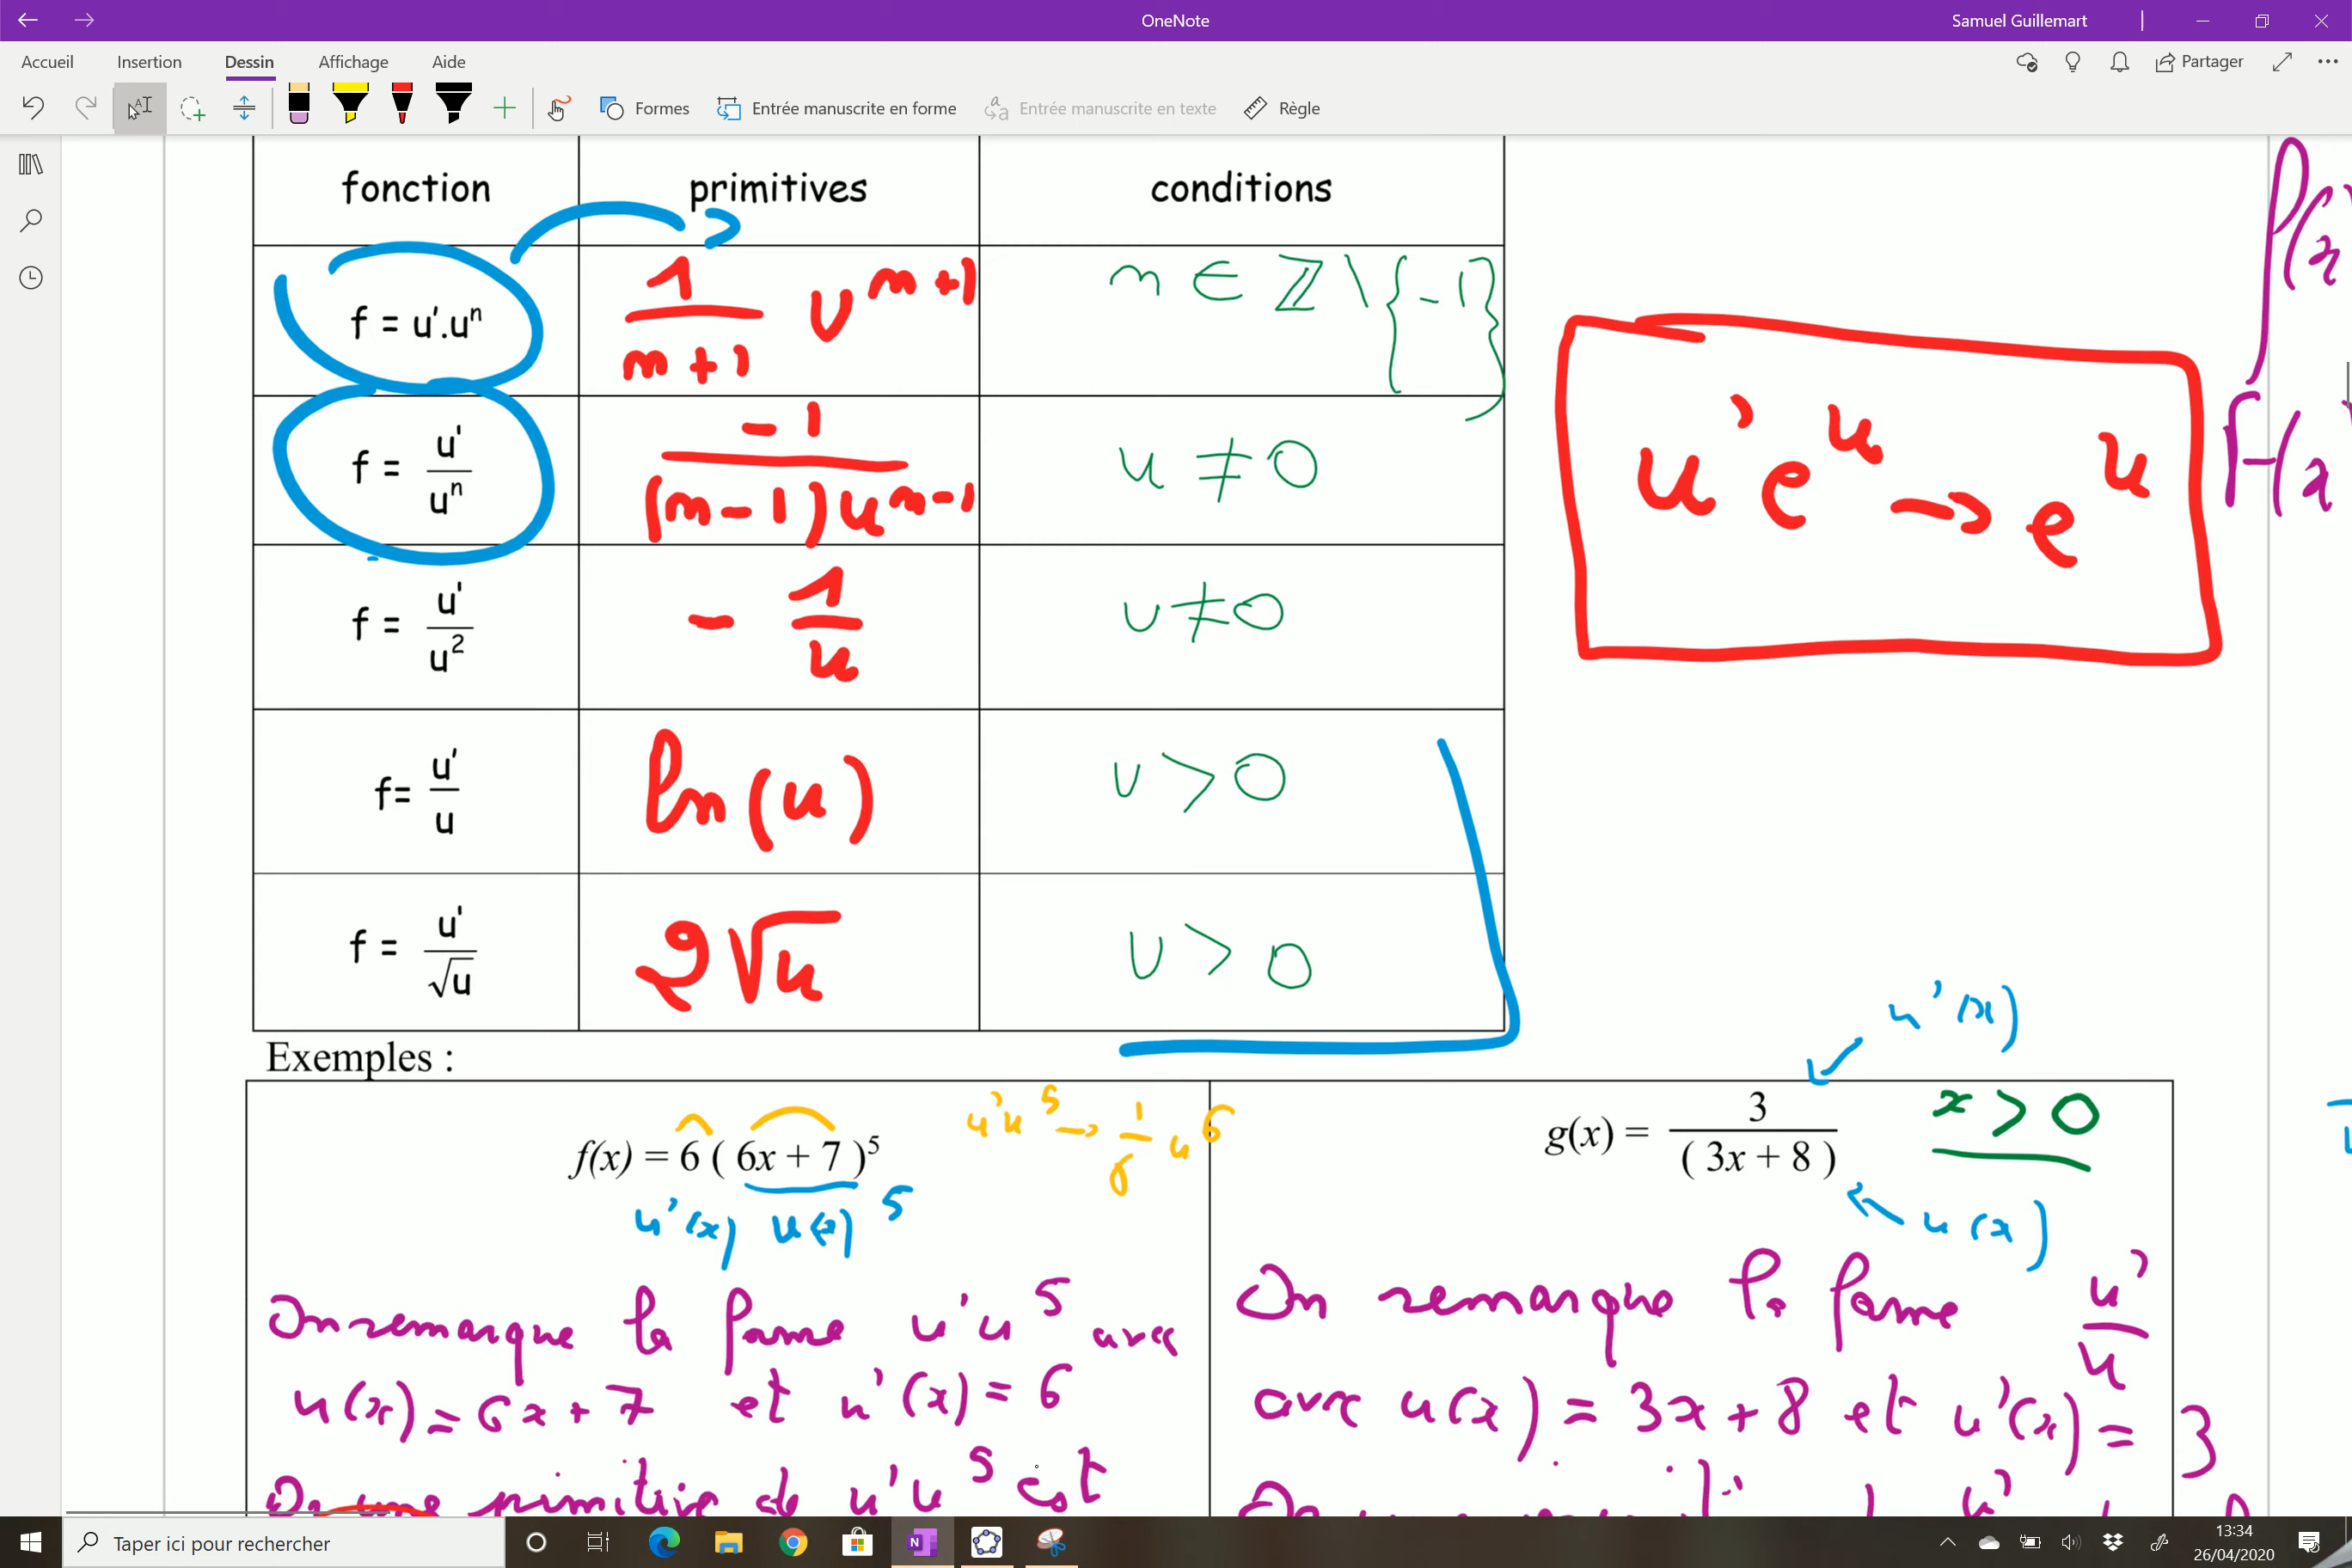 OneNote
Samuel Guillemart
Accueil Insertion Dessin Affichage Aide
Partager
Formes Entrée manuscrite en forme Entrée manuscrite en texte Règle
fonction primitives conditions
f = u'.uⁿ 1/(n+1) u^(n+1) n ∈ ℤ \ {-1}
f = u'/uⁿ -1/((n-1)u^(n-1)) u ≠ 0
f = u'/u² - 1/u u ≠ 0
f= u'/u ln(u) u > 0
f = u'/√u 2√u u > 0
u'e^u → e^u
Exemples :
f(x) = 6 ( 6x + 7 )⁵
u'u⁵ → 1/6 u⁶
u'(x) u(x) ⁵
u'(x)
g(x) = 3/( 3x + 8 )
x > 0
u(x)
On remarque la forme u'u⁵ avec
u(x) = 6x + 7 et u'(x) = 6
primitive de u'u⁵ est
On remarque la forme u'/u
avec u(x) = 3x + 8 et u'(x) = 3
Taper ici pour rechercher
13:34
26/04/2020